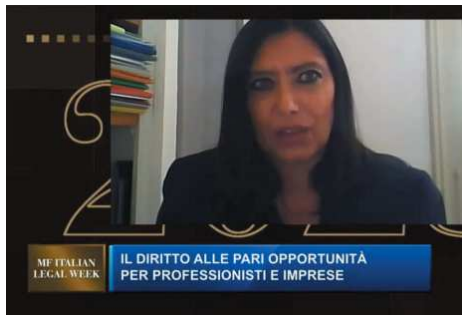 MF ITALIAN
LEGAL WEEK
IL DIRITTO ALLE PARI OPPORTUNITÀ
PER PROFESSIONISTI E IMPRESE